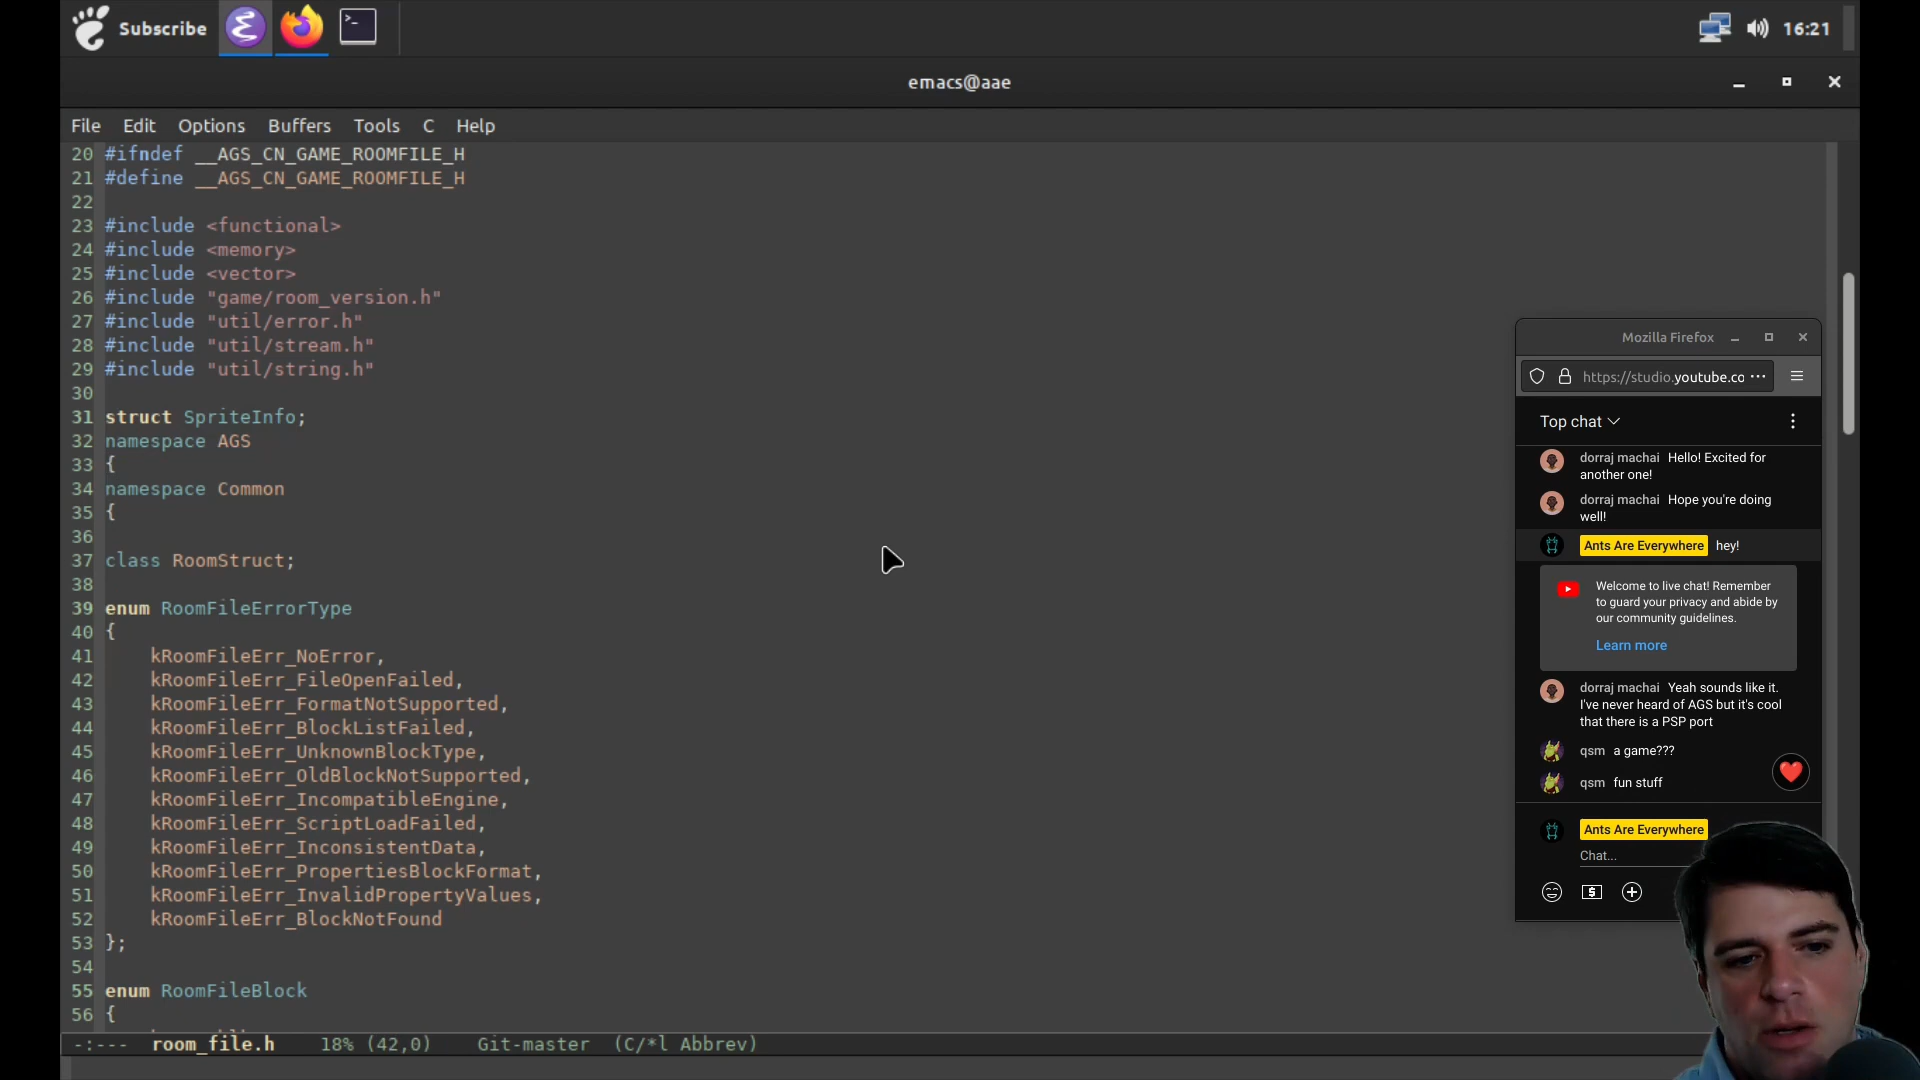 Subscribe
16:21
emacs@aae
File Edit Options Buffers Tools C Help
20 #ifndef __AGS_CN_GAME_ROOMFILE_H
21 #define __AGS_CN_GAME_ROOMFILE_H
22
23 #include <functional>
24 #include <memory>
25 #include <vector>
26 #include "game/room_version.h"
27 #include "util/error.h"
28 #include "util/stream.h"
29 #include "util/string.h"
30
31 struct SpriteInfo;
32 namespace AGS
33 {
34 namespace Common
35 {
36
37 class RoomStruct;
38
39 enum RoomFileErrorType
40 {
41     kRoomFileErr_NoError,
42     kRoomFileErr_FileOpenFailed,
43     kRoomFileErr_FormatNotSupported,
44     kRoomFileErr_BlockListFailed,
45     kRoomFileErr_UnknownBlockType,
46     kRoomFileErr_OldBlockNotSupported,
47     kRoomFileErr_IncompatibleEngine,
48     kRoomFileErr_ScriptLoadFailed,
49     kRoomFileErr_InconsistentData,
50     kRoomFileErr_PropertiesBlockFormat,
51     kRoomFileErr_InvalidPropertyValues,
52     kRoomFileErr_BlockNotFound
53 };
54
55 enum RoomFileBlock
56 {
-:--- room_file.h 18% (42,0) Git-master (C/*l Abbrev)
Mozilla Firefox
https://studio.youtube.co
Top chat
dorraj machai Hello! Excited for
another one!
dorraj machai Hope you're doing
well!
Ants Are Everywhere hey!
Welcome to live chat! Remember
to guard your privacy and abide by
our community guidelines.
Learn more
dorraj machai Yeah sounds like it.
I've never heard of AGS but it's cool
that there is a PSP port
qsm a game???
qsm fun stuff
Ants Are Everywhere
Chat...